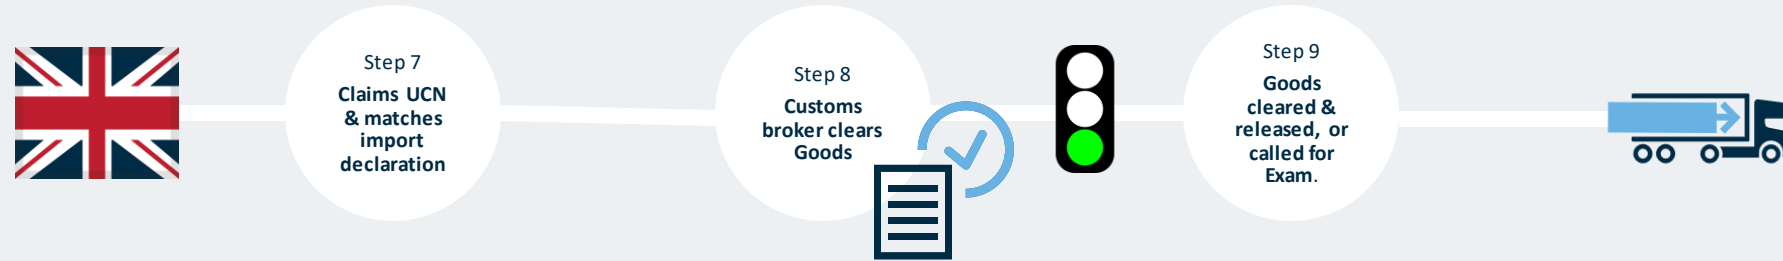 Step 7
Claims UCN
& matches
import
declaration
Step 8
Customs
broker clears
Goods
Step 9
Goods
cleared &
released, or
called for
Exam.